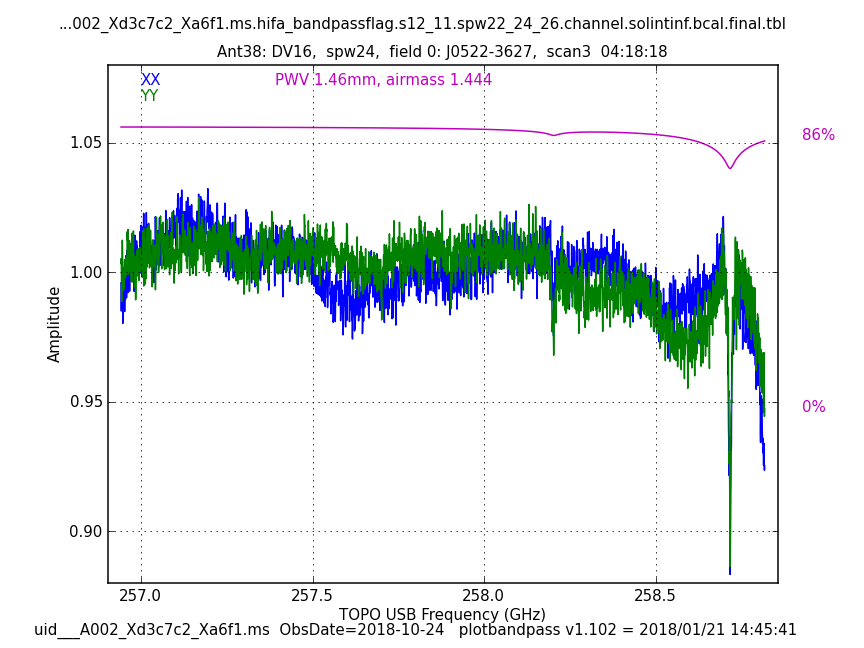 ...002_Xd3c7c2_Xa6f1.ms.hifa_bandpassflag.s12_11.spw22_24_26.channel.solintinf.bcal.final.tbl
Ant38: DV16,  spw24,  field 0: J0522-3627,  scan3  04:18:18
XX
PWV 1.46mm, airmass 1.444
YY
86%
1.05
1.00
Amplitude
0.95
0%
0.90
257.0
257.5
258.0
258.5
TOPO USB Frequency (GHz)
uid___A002_Xd3c7c2_Xa6f1.ms  ObsDate=2018-10-24   plotbandpass v1.102 = 2018/01/21 14:45:41